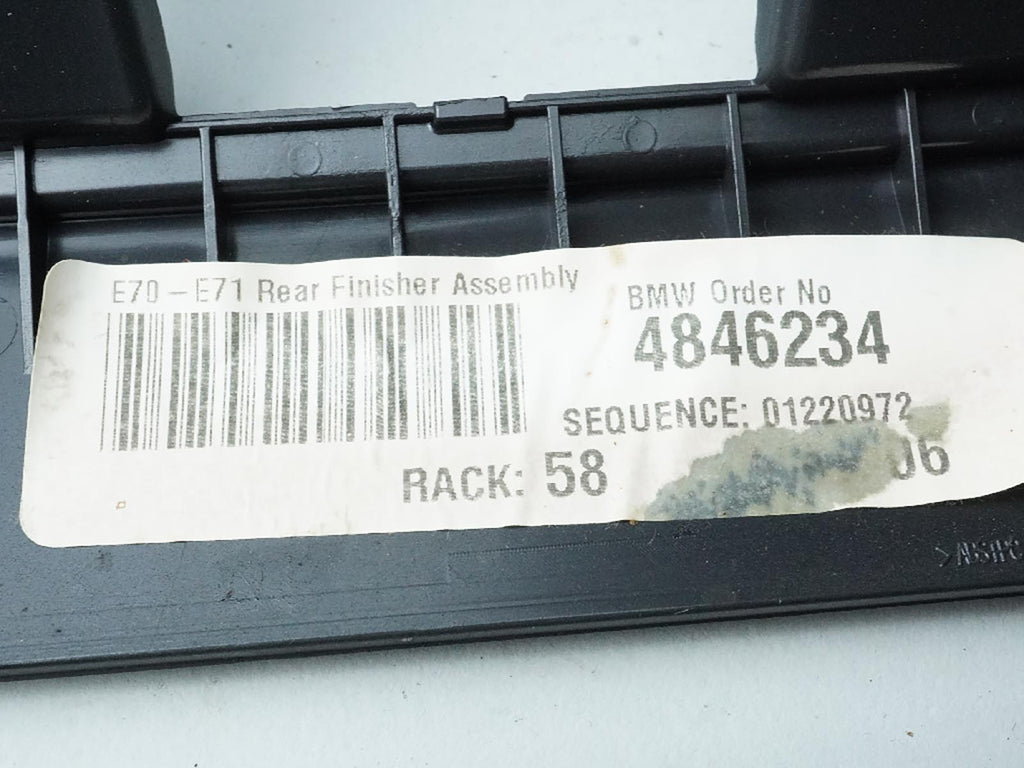 E70 – E71 Rear Finisher Assembly
BMW Order No
4846234
SEQUENCE: 01220972
RACK: 58